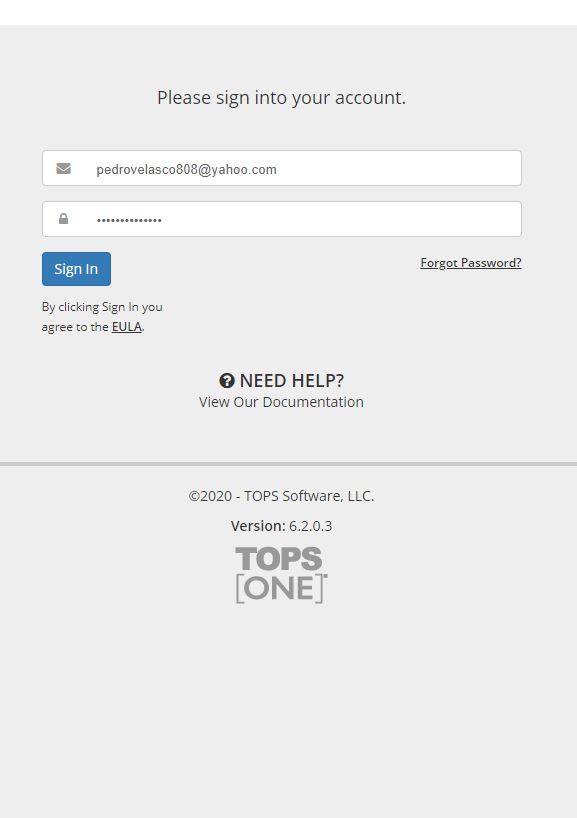 Please sign into your account.
pedrovelasco808@yahoo.com
••••••••••••••
Sign In
Forgot Password?
By clicking Sign In you
agree to the EULA.
NEED HELP?
View Our Documentation
©2020 - TOPS Software, LLC.
Version: 6.2.0.3
TOPS
[ONE]